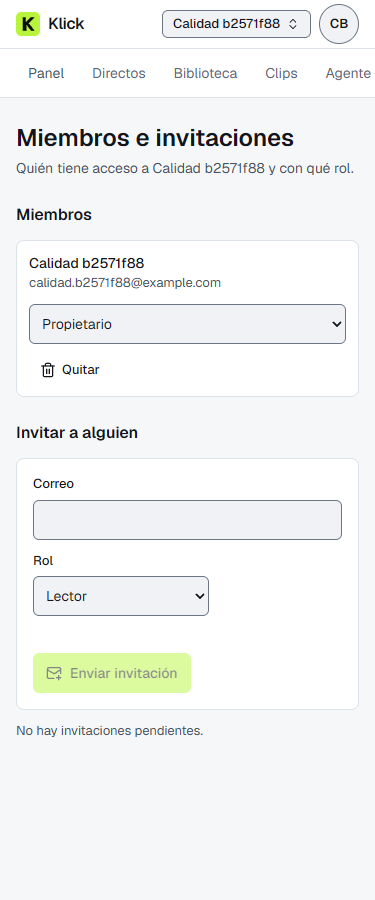 K Klick
Calidad b2571f88
CB
Panel Directos Biblioteca Clips Agente
Miembros e invitaciones
Quién tiene acceso a Calidad b2571f88 y con qué rol.
Miembros
Calidad b2571f88
calidad.b2571f88@example.com
Propietario
Quitar
Invitar a alguien
Correo
Rol
Lector
Enviar invitación
No hay invitaciones pendientes.